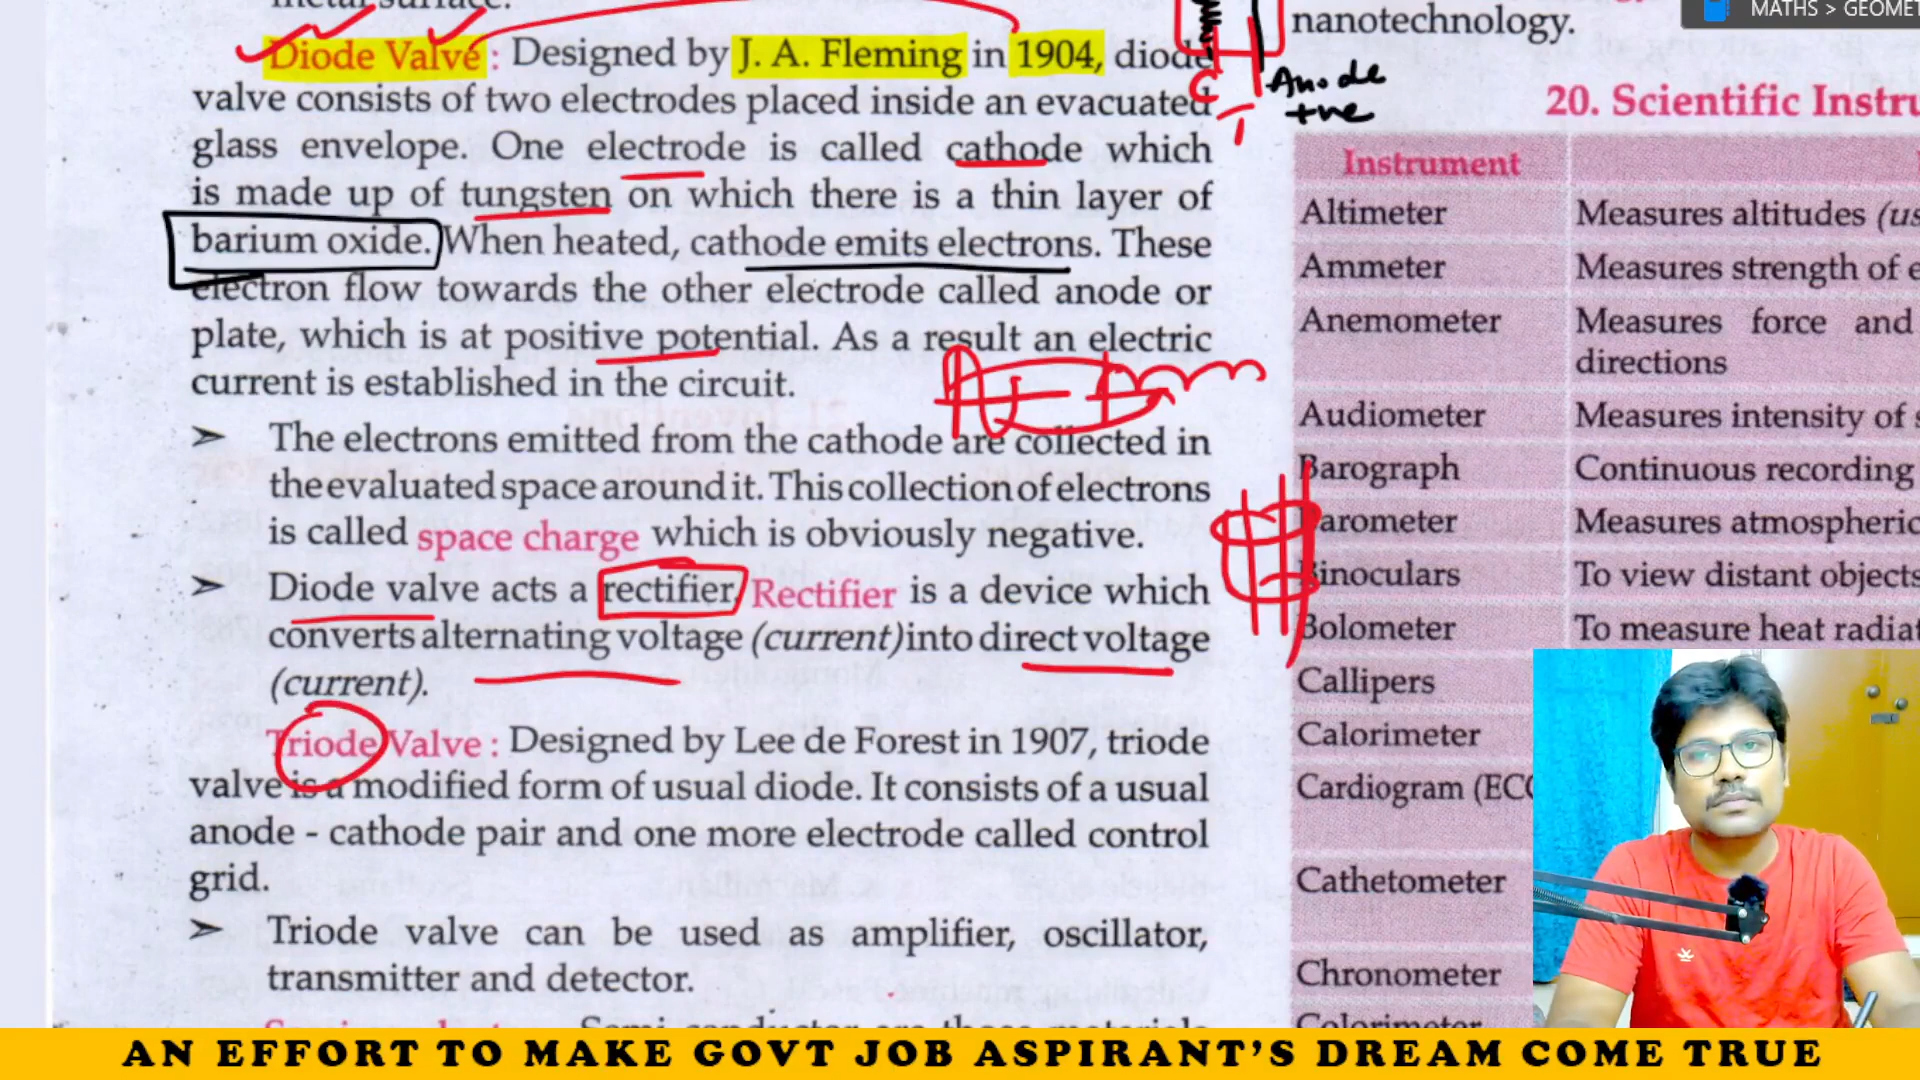 metal surface.
Diode Valve : Designed by J. A. Fleming in 1904, diode
valve consists of two electrodes placed inside an evacuated
glass envelope. One electrode is called cathode which
is made up of tungsten on which there is a thin layer of
barium oxide. When heated, cathode emits electrons. These
electron flow towards the other electrode called anode or
plate, which is at positive potential. As a result an electric
current is established in the circuit.
➢ The electrons emitted from the cathode are collected in
the evaluated space around it. This collection of electrons
is called space charge which is obviously negative.
➢ Diode valve acts a rectifier. Rectifier is a device which
converts alternating voltage (current) into direct voltage
(current).
Triode Valve : Designed by Lee de Forest in 1907, triode
valve is a modified form of usual diode. It consists of a usual
anode - cathode pair and one more electrode called control
grid.
➢ Triode valve can be used as amplifier, oscillator,
transmitter and detector.
C
Anode
+ve
MATHS > GEOMET
nanotechnology.
20. Scientific Instru
Instrument
Altimeter Measures altitudes (us
Ammeter Measures strength of e
Anemometer Measures force and
directions
Audiometer Measures intensity of s
Barograph Continuous recording
Barometer Measures atmospheric
Binoculars To view distant objects
Bolometer To measure heat radiat
Callipers
Calorimeter
Cardiogram (ECG
Cathetometer
Chronometer
Colorimeter
AN EFFORT TO MAKE GOVT JOB ASPIRANT'S DREAM COME TRUE